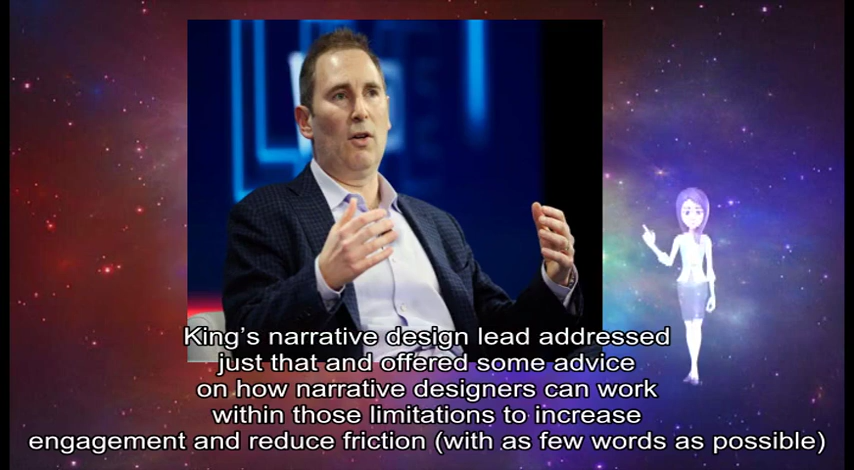 King's narrative design lead addressed
just that and offered some advice
on how narrative designers can work
within those limitations to increase
engagement and reduce friction (with as few words as possible)